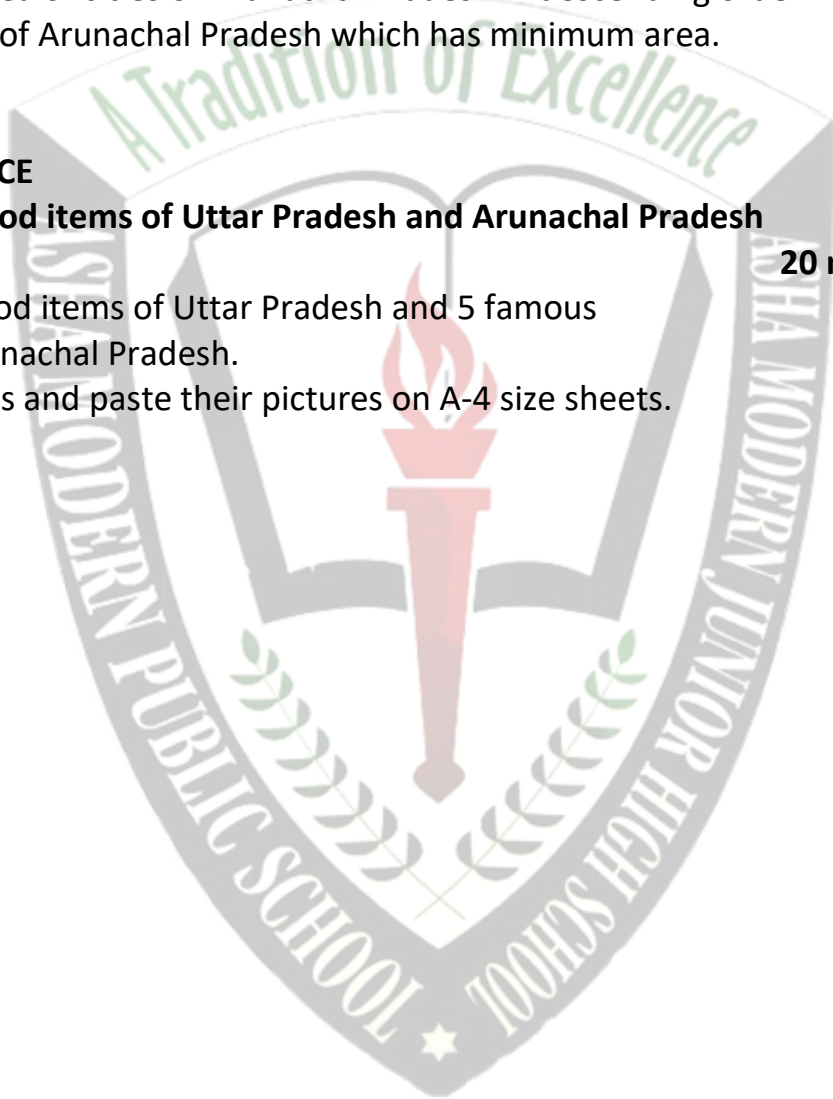 of Arunachal Pradesh which has minimum area.
A Tradition of Excellence
CE
od items of Uttar Pradesh and Arunachal Pradesh
20
od items of Uttar Pradesh and 5 famous
nachal Pradesh.
s and paste their pictures on A-4 size sheets.
ASHA MODERN PUBLIC SCHOOL
ASHA MODERN JUNIOR HIGH SCHOOL